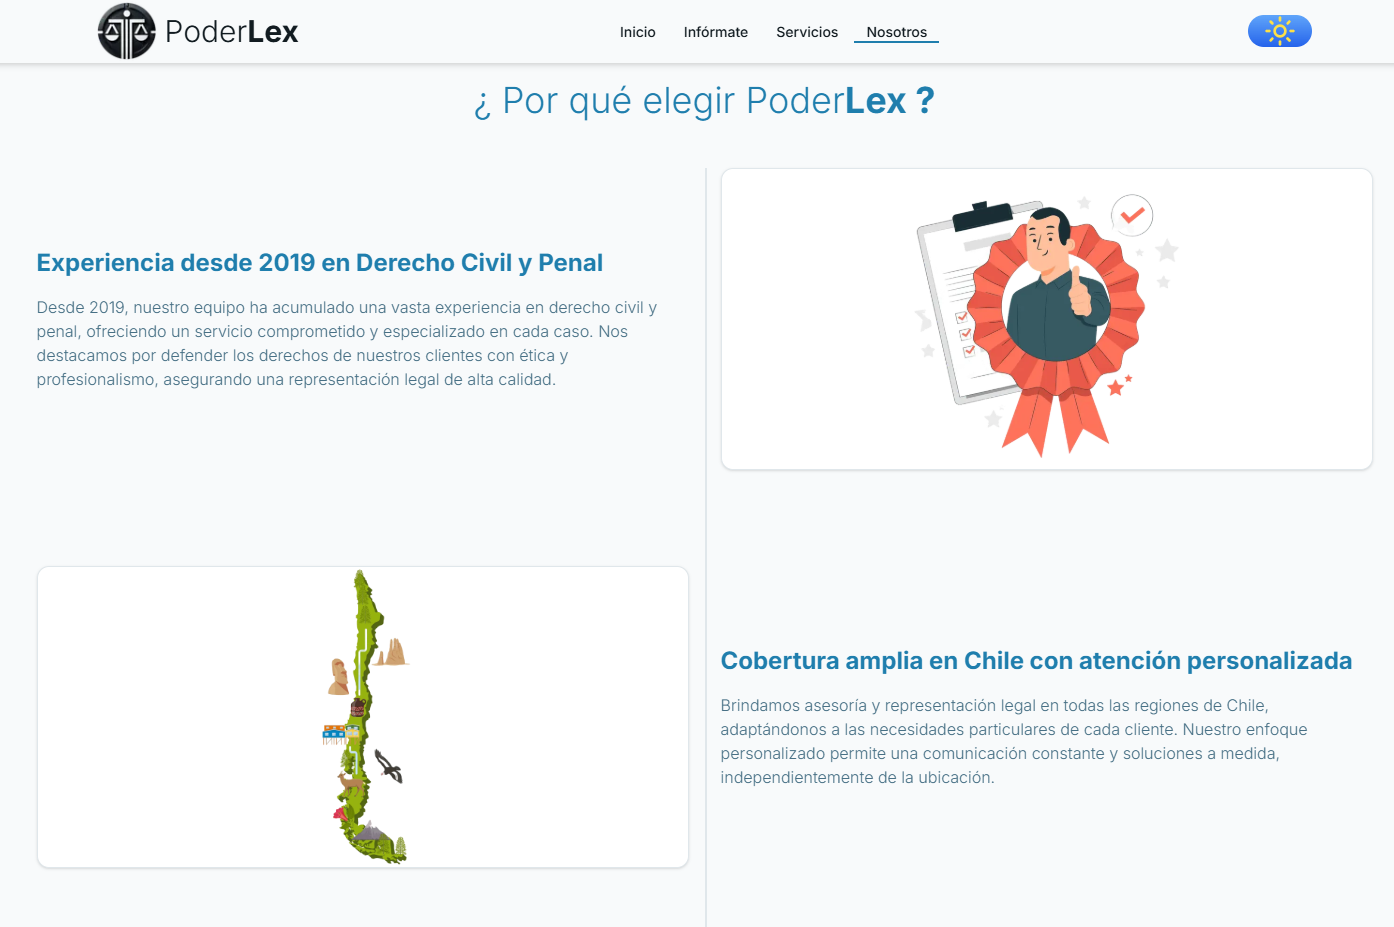 PoderLex
Inicio
Infórmate
Servicios
Nosotros
¿ Por qué elegir PoderLex ?
Experiencia desde 2019 en Derecho Civil y Penal
Desde 2019, nuestro equipo ha acumulado una vasta experiencia en derecho civil y
penal, ofreciendo un servicio comprometido y especializado en cada caso. Nos
destacamos por defender los derechos de nuestros clientes con ética y
profesionalismo, asegurando una representación legal de alta calidad.
Cobertura amplia en Chile con atención personalizada
Brindamos asesoría y representación legal en todas las regiones de Chile,
adaptándonos a las necesidades particulares de cada cliente. Nuestro enfoque
personalizado permite una comunicación constante y soluciones a medida,
independientemente de la ubicación.